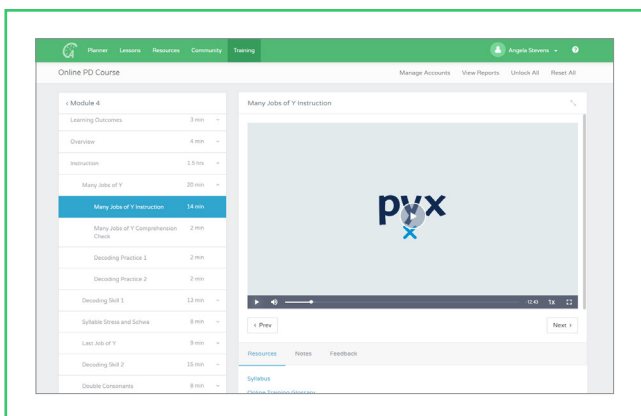 Planner Lessons Resources Community Training Angela Stevens
Online PD Course Manage Accounts View Reports Unlock All Reset All
< Module 4
Learning Outcomes 3 min
Overview 4 min
Instruction 1.5 hrs
Many Jobs of Y 20 min
Many Jobs of Y Instruction 14 min
Many Jobs of Y Comprehension
Check 2 min
Decoding Practice 1 2 min
Decoding Practice 2 2 min
Decoding Skill 1 13 min
Syllable Stress and Schwa 8 min
Last Job of Y 9 min
Decoding Skill 2 15 min
Double Consonants 8 min
Many Jobs of Y Instruction
pyx
x
12:43 1x
< Prev Next >
Resources Notes Feedback
Syllabus
Online Training Glossary